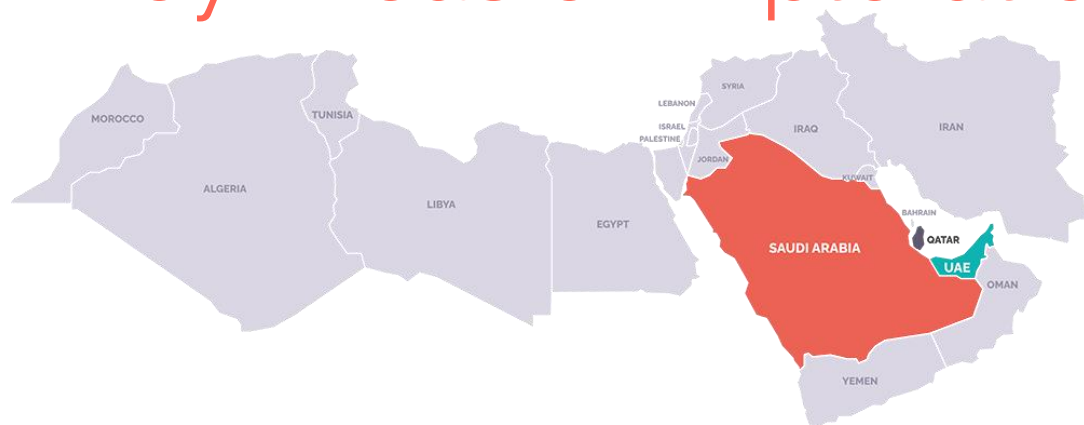 SYRIA
LEBANON
MOROCCO
TUNISIA
ISRAEL
IRAQ
IRAN
PALESTINE
JORDAN
KUWAIT
ALGERIA
LIBYA
BAHRAIN
EGYPT
QATAR
SAUDI ARABIA
UAE
OMAN
YEMEN